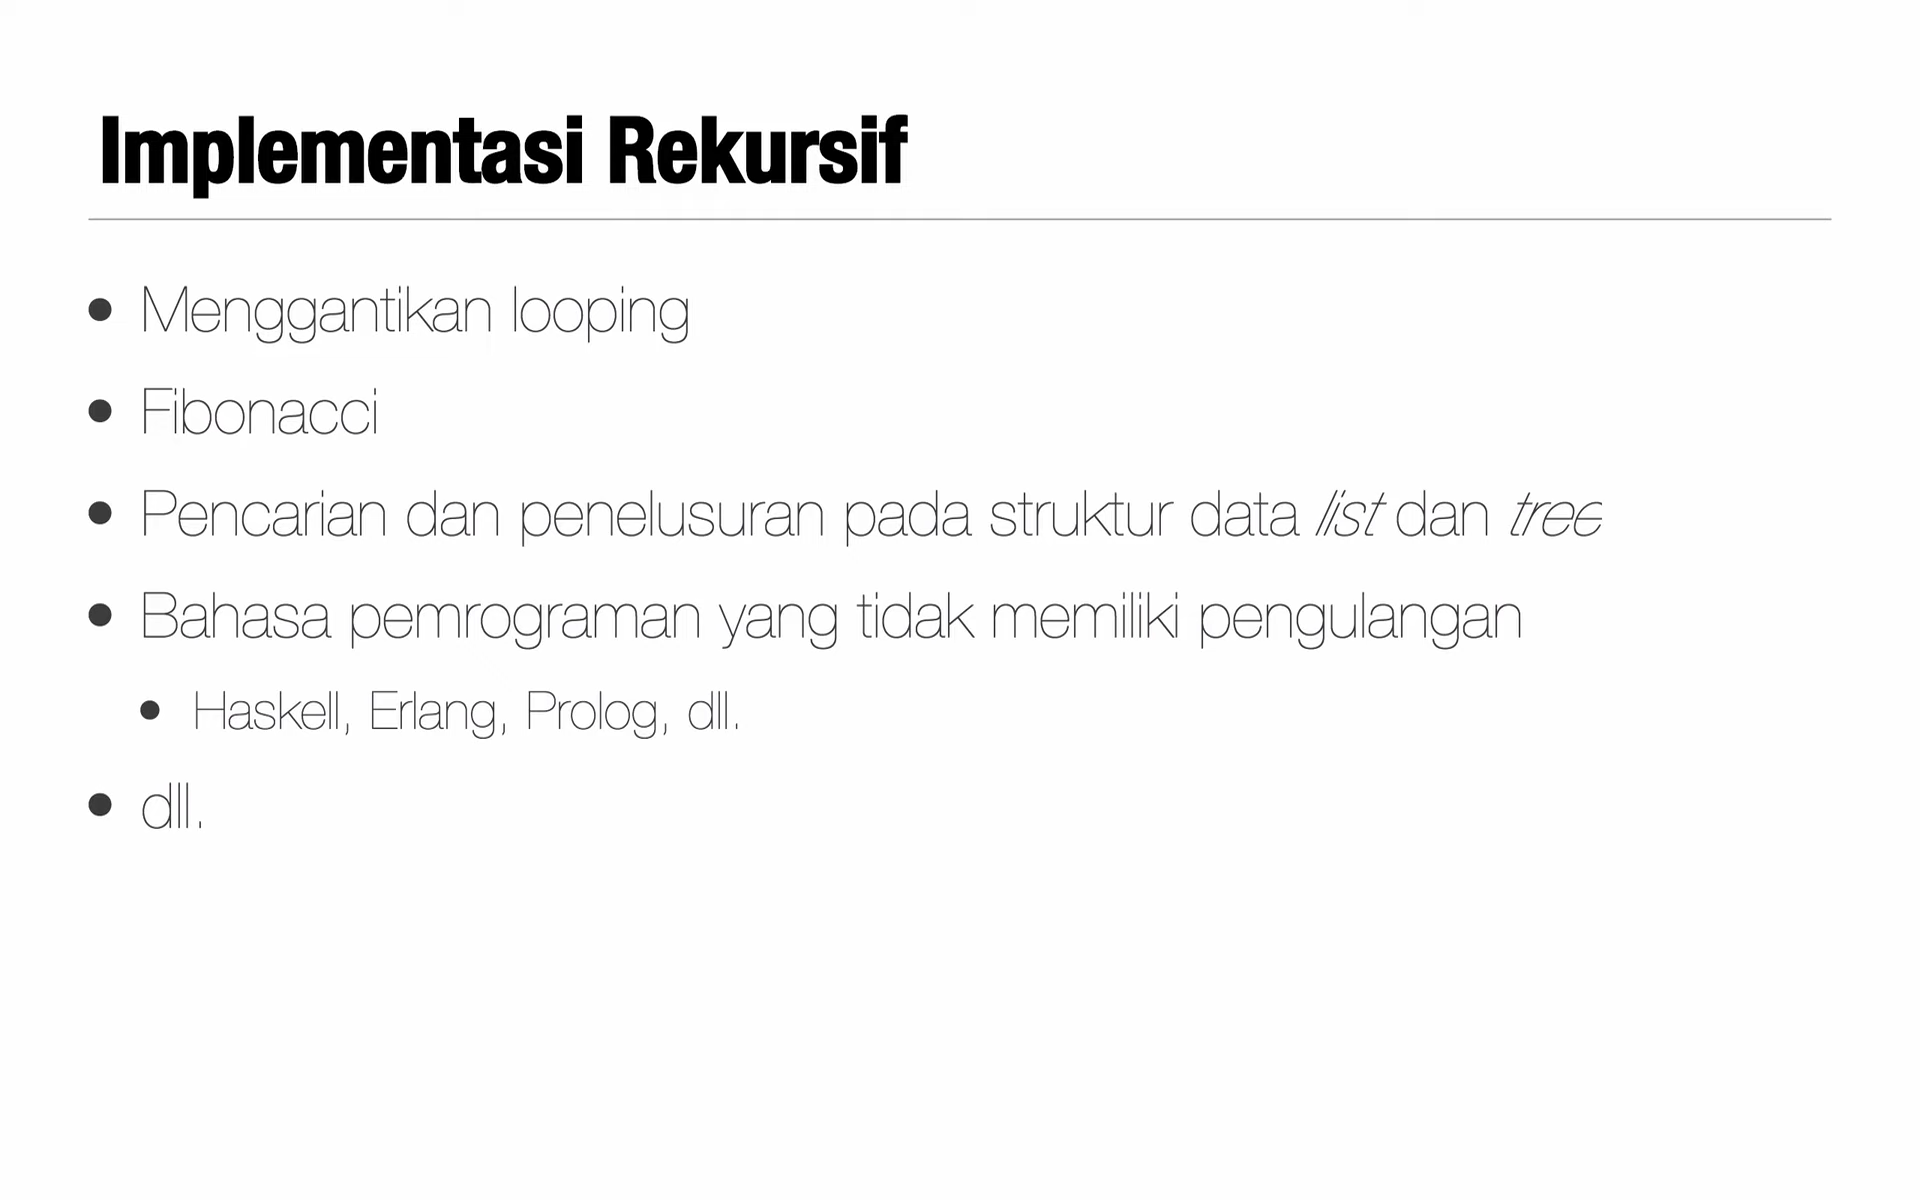 Implementasi Rekursif
• Menggantikan looping
• Fibonacci
• Pencarian dan penelusuran pada struktur data list dan tree
• Bahasa pemrograman yang tidak memiliki pengulangan
• Haskell, Erlang, Prolog, dll.
• dll.